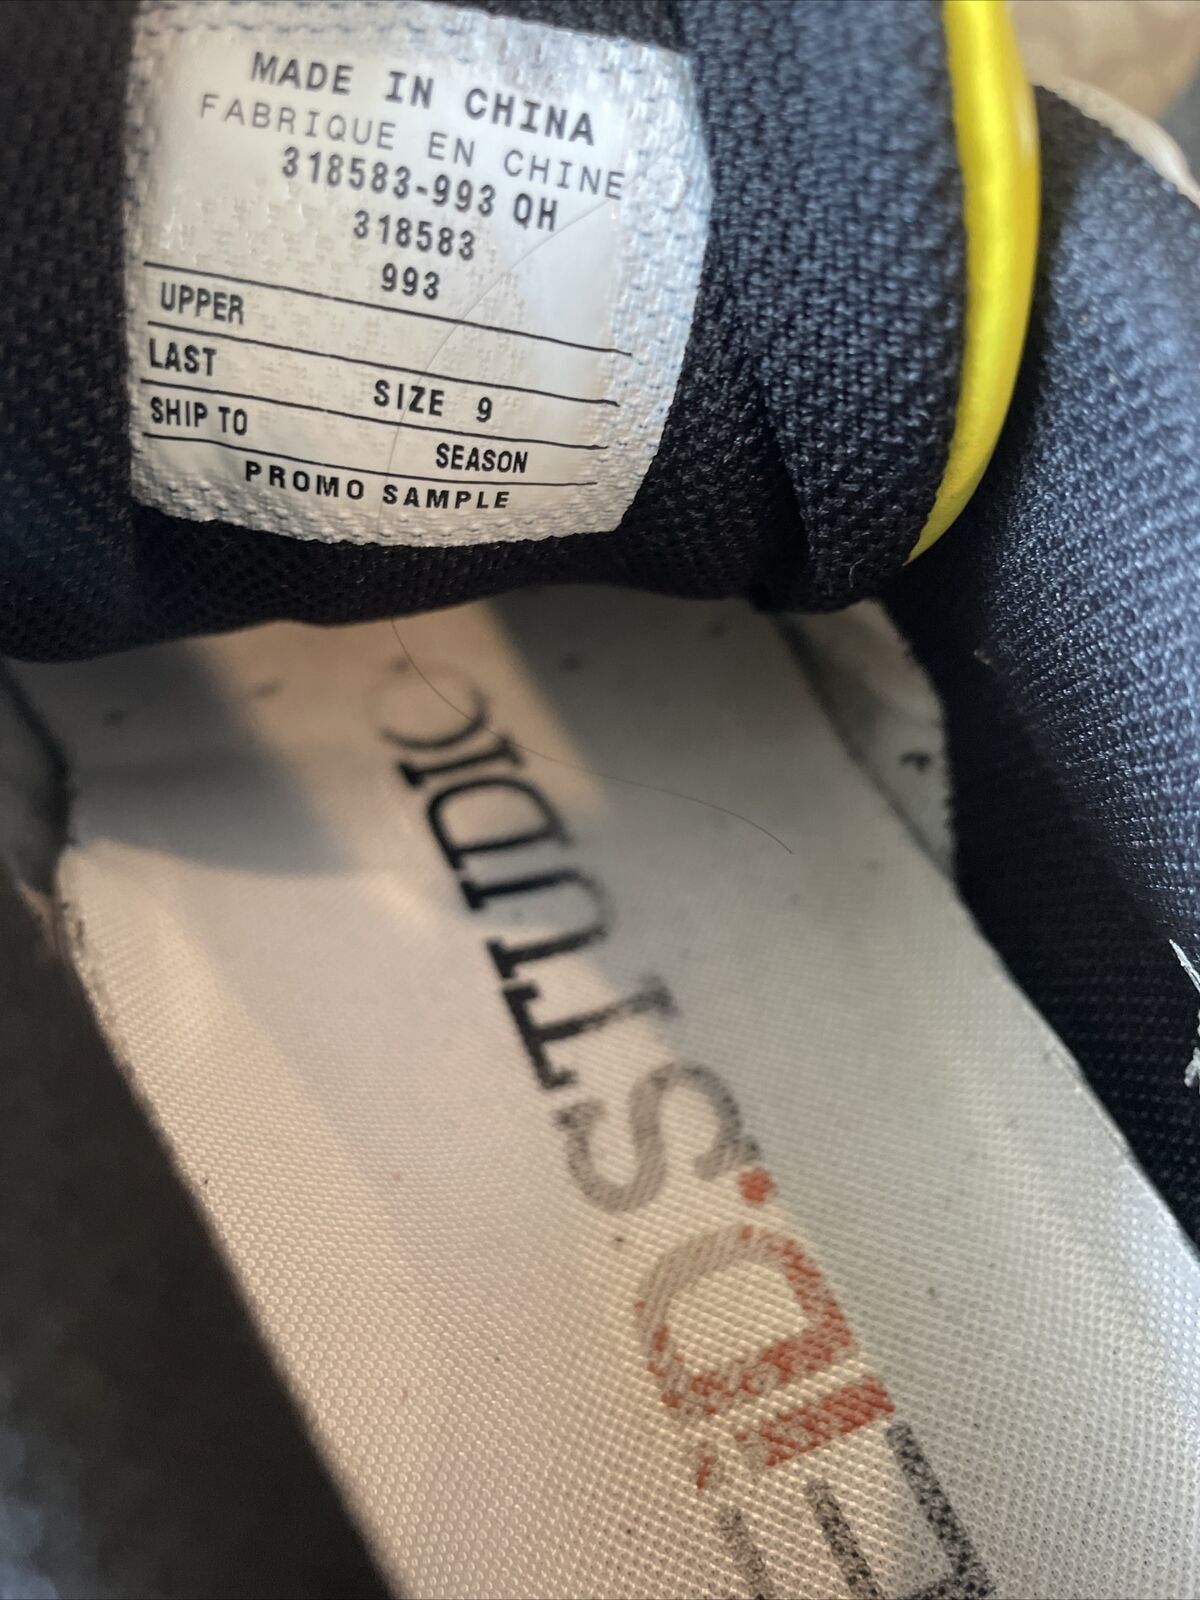 MADE IN CHINA
FABRIQUE EN CHINE
318583-993 QH
318583
993
UPPER
LAST SIZE 9
SHIP TO SEASON
PROMO SAMPLE